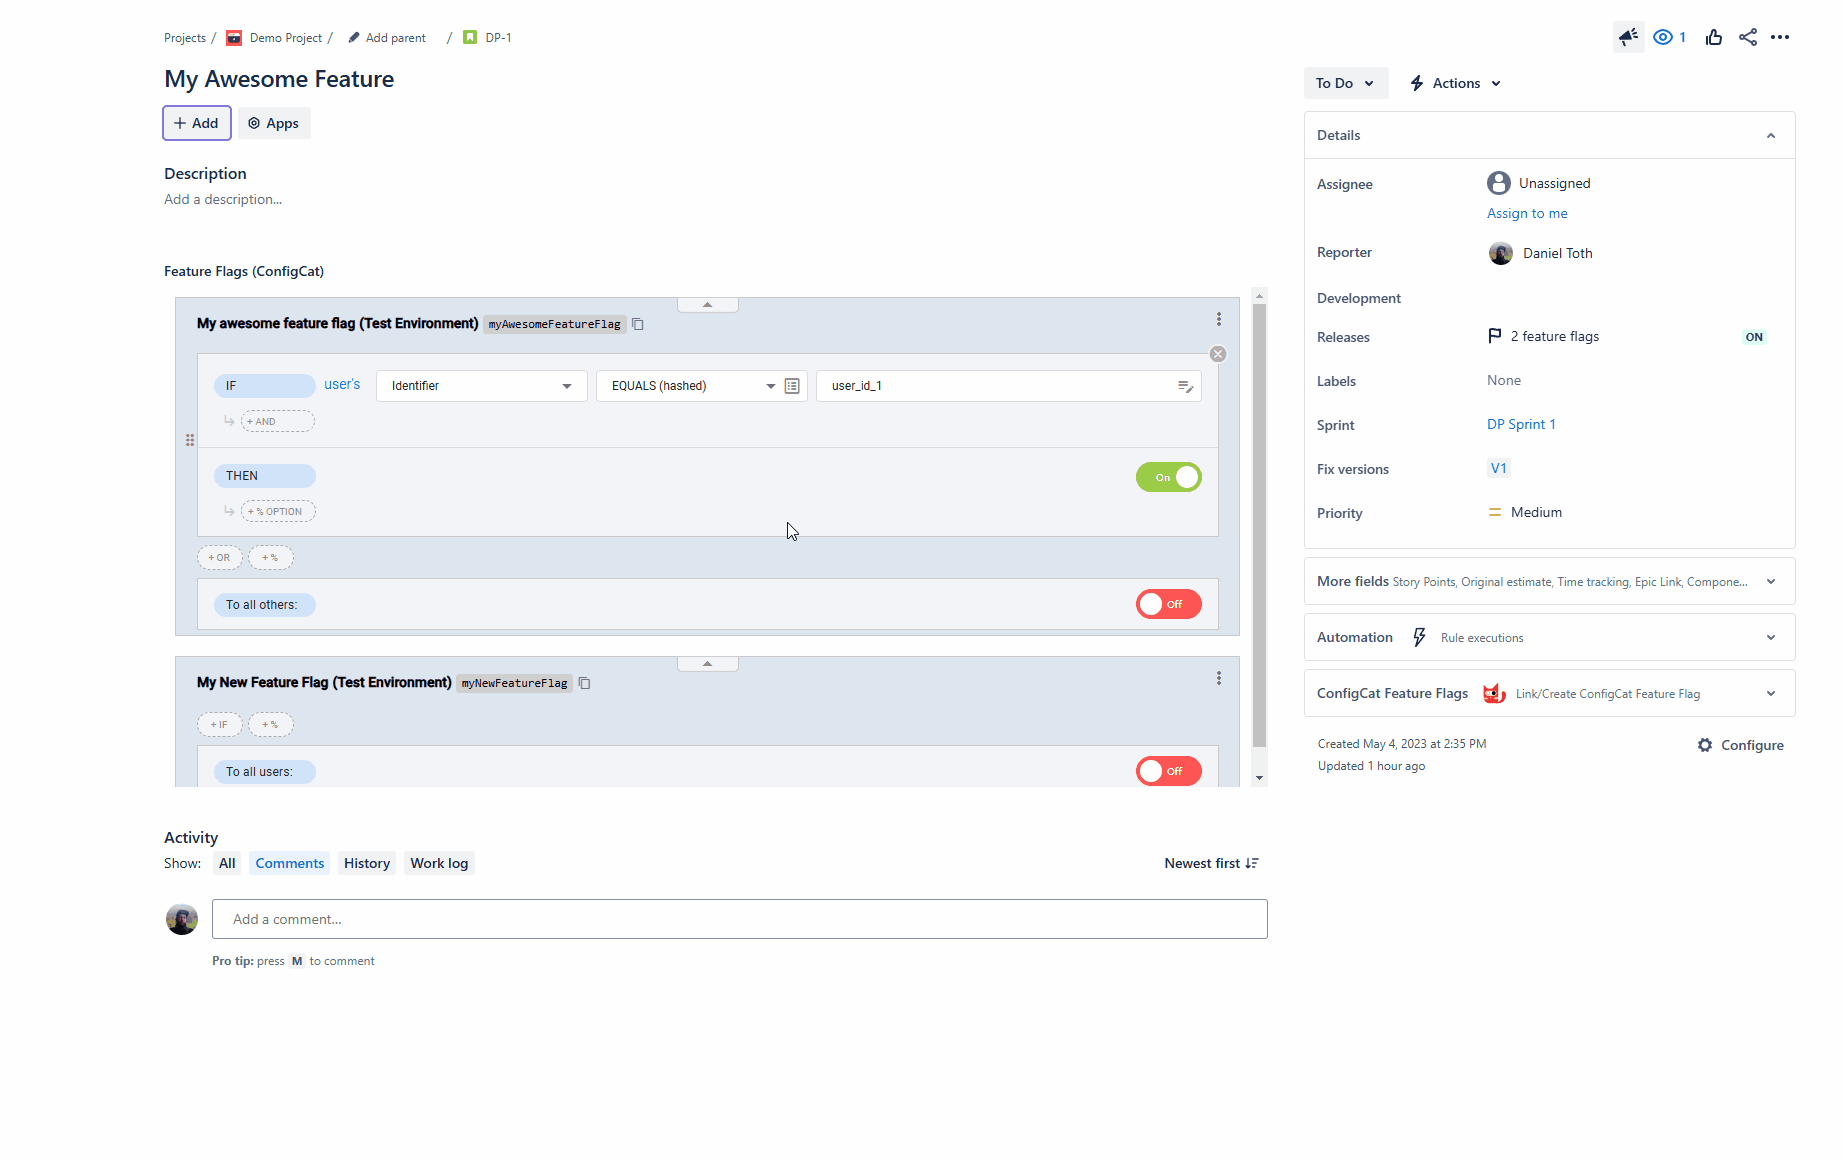 Projects / Demo Project / Add parent / DP-1
1
My Awesome Feature
+ Add
Apps
Description
Add a description...
Feature Flags (ConfigCat)
My awesome feature flag (Test Environment) myAwesomeFeatureFlag
IF user's Identifier EQUALS (hashed) user_id_1
+ AND
THEN On
+ % OPTION
+ OR + %
To all others: Off
My New Feature Flag (Test Environment) myNewFeatureFlag
+ IF + %
To all users: Off
Activity
Show: All Comments History Work log Newest first
Add a comment...
Pro tip: press M to comment
To Do Actions
Details
Assignee Unassigned
Assign to me
Reporter Daniel Toth
Development
Releases 2 feature flags ON
Labels None
Sprint DP Sprint 1
Fix versions V1
Priority Medium
More fields Story Points, Original estimate, Time tracking, Epic Link, Compone...
Automation Rule executions
ConfigCat Feature Flags Link/Create ConfigCat Feature Flag
Created May 4, 2023 at 2:35 PM Configure
Updated 1 hour ago